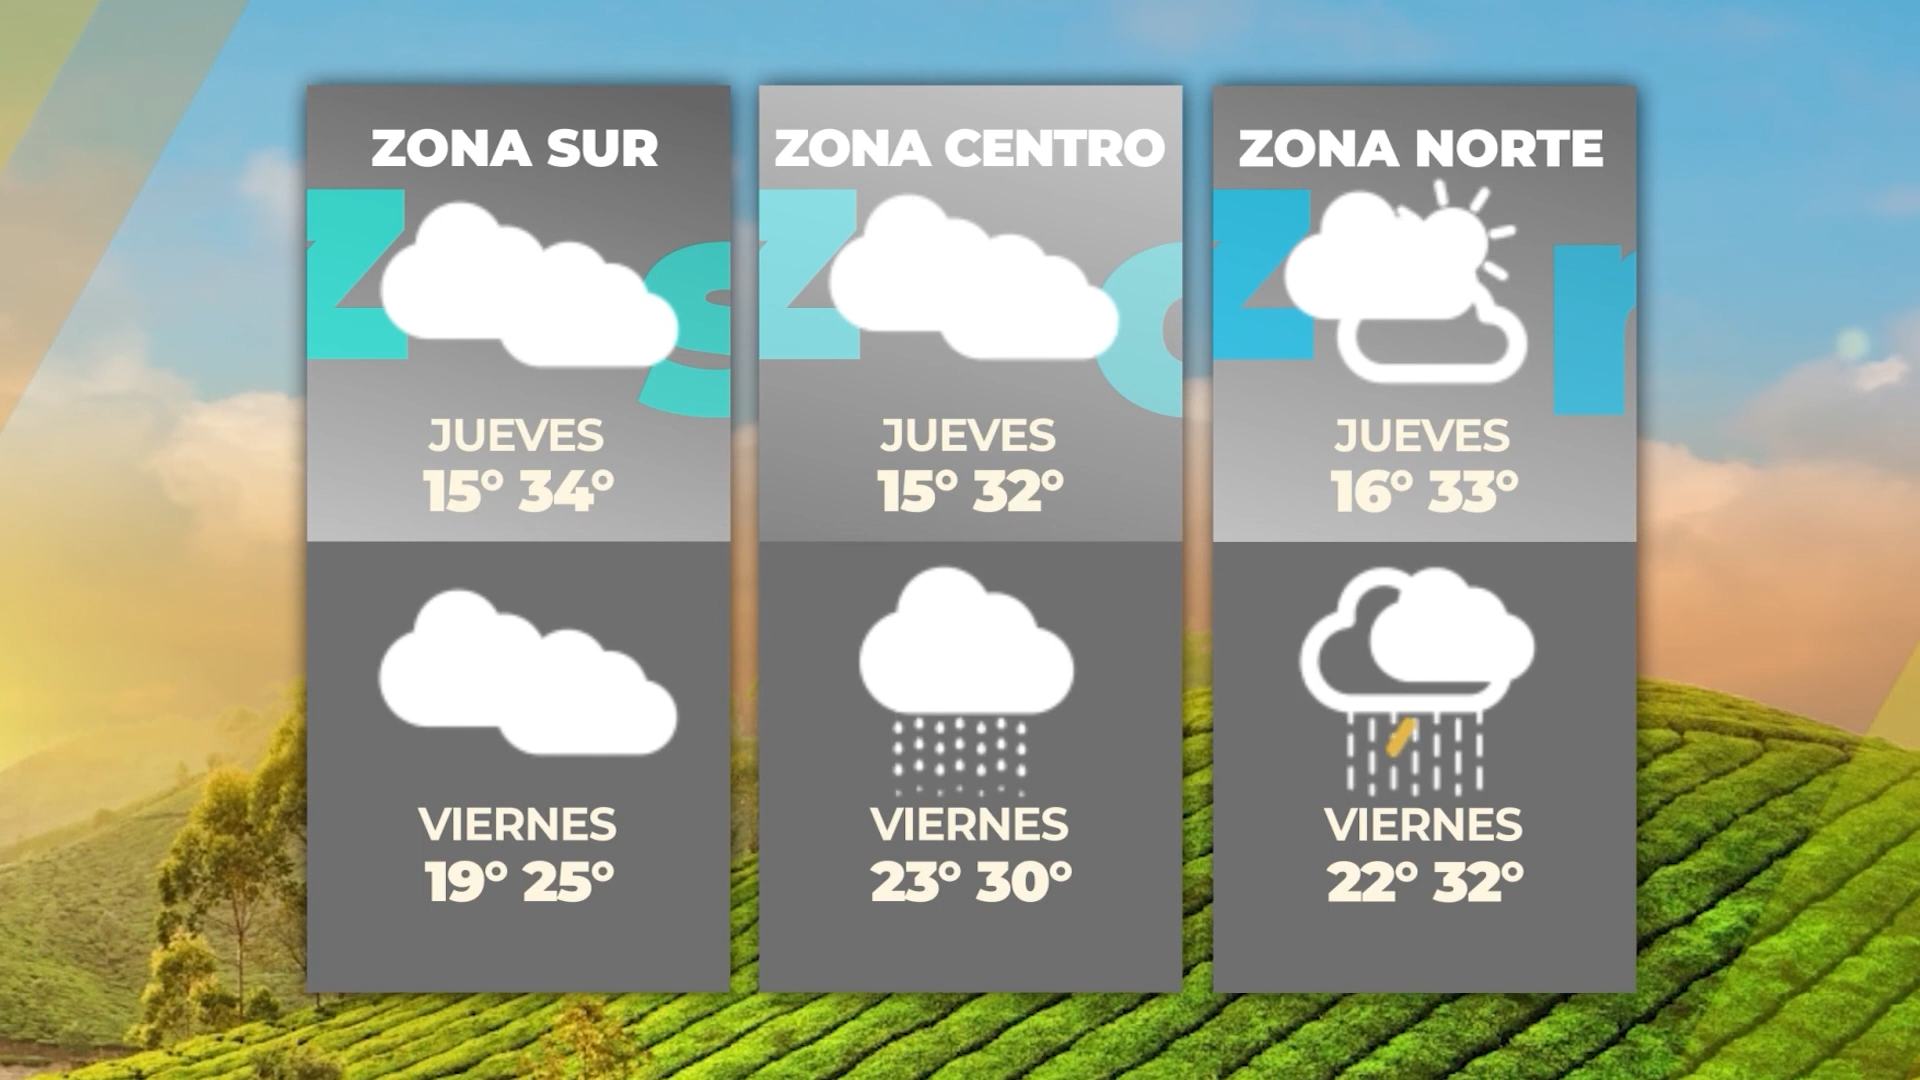 ZONA SUR
z s
JUEVES
15° 34°
VIERNES
19° 25°
ZONA CENTRO
z c
JUEVES
15° 32°
VIERNES
23° 30°
ZONA NORTE
z n
JUEVES
16° 33°
VIERNES
22° 32°